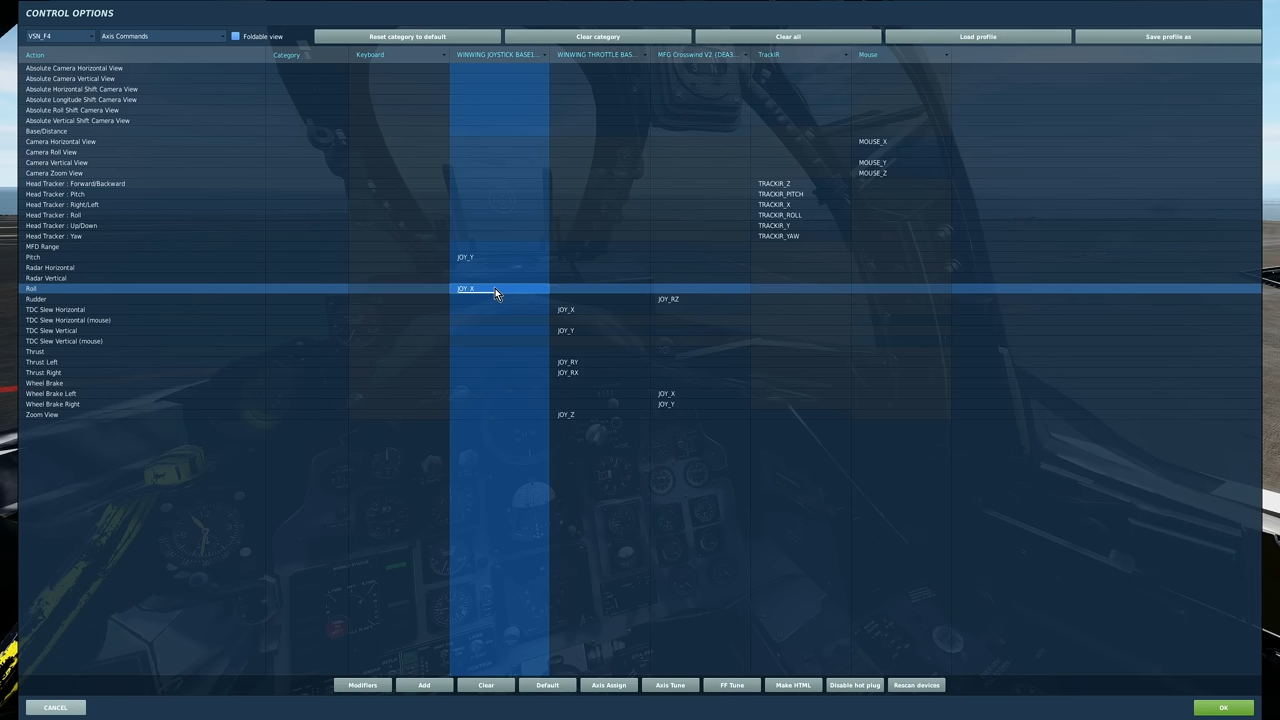 CONTROL OPTIONS
VSN_F4 Axis Commands Foldable view Reset category to default Clear category Clear all Load profile Save profile as
Action Category Keyboard WINWING JOYSTICK BASE1... WINWING THROTTLE BAS... MFG Crosswind V2 {DEA3... TrackIR Mouse
Absolute Camera Horizontal View
Absolute Camera Vertical View
Absolute Horizontal Shift Camera View
Absolute Longitude Shift Camera View
Absolute Roll Shift Camera View
Absolute Vertical Shift Camera View
Base/Distance
Camera Horizontal View MOUSE_X
Camera Roll View
Camera Vertical View MOUSE_Y
Camera Zoom View MOUSE_Z
Head Tracker : Forward/Backward TRACKIR_Z
Head Tracker : Pitch TRACKIR_PITCH
Head Tracker : Right/Left TRACKIR_X
Head Tracker : Roll TRACKIR_ROLL
Head Tracker : Up/Down TRACKIR_Y
Head Tracker : Yaw TRACKIR_YAW
MFD Range
Pitch JOY_Y
Radar Horizontal
Radar Vertical
Roll JOY_X
Rudder JOY_RZ
TDC Slew Horizontal JOY_X
TDC Slew Horizontal (mouse)
TDC Slew Vertical JOY_Y
TDC Slew Vertical (mouse)
Thrust
Thrust Left JOY_RY
Thrust Right JOY_RX
Wheel Brake
Wheel Brake Left JOY_X
Wheel Brake Right JOY_Y
Zoom View JOY_Z
Modifiers Add Clear Default Axis Assign Axis Tune FF Tune Make HTML Disable hot plug Rescan devices
CANCEL OK